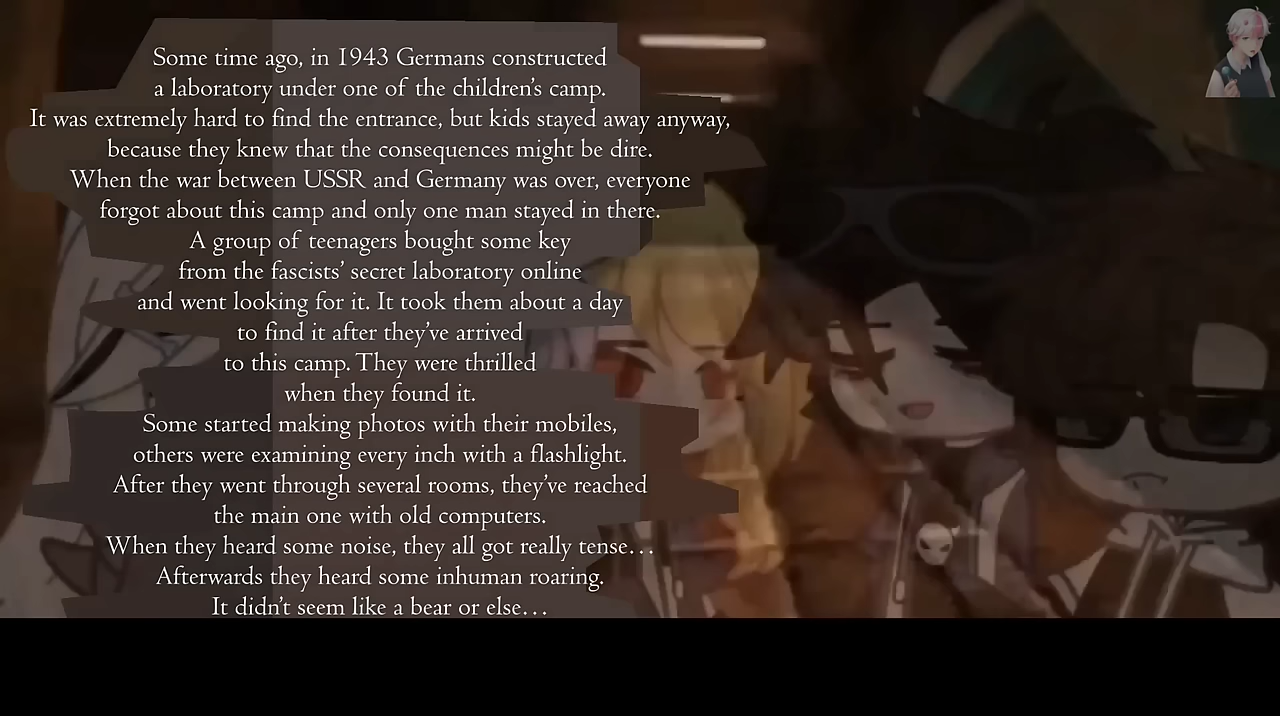 Some time ago, in 1943 Germans constructed
a laboratory under one of the children's camp.
It was extremely hard to find the entrance, but kids stayed away anyway,
because they knew that the consequences might be dire.
When the war between USSR and Germany was over, everyone
forgot about this camp and only one man stayed in there.
A group of teenagers bought some key
from the fascists' secret laboratory online
and went looking for it. It took them about a day
to find it after they've arrived
to this camp. They were thrilled
when they found it.
Some started making photos with their mobiles,
others were examining every inch with a flashlight.
After they went through several rooms, they've reached
the main one with old computers.
When they heard some noise, they all got really tense…
Afterwards they heard some inhuman roaring.
It didn't seem like a bear or else…